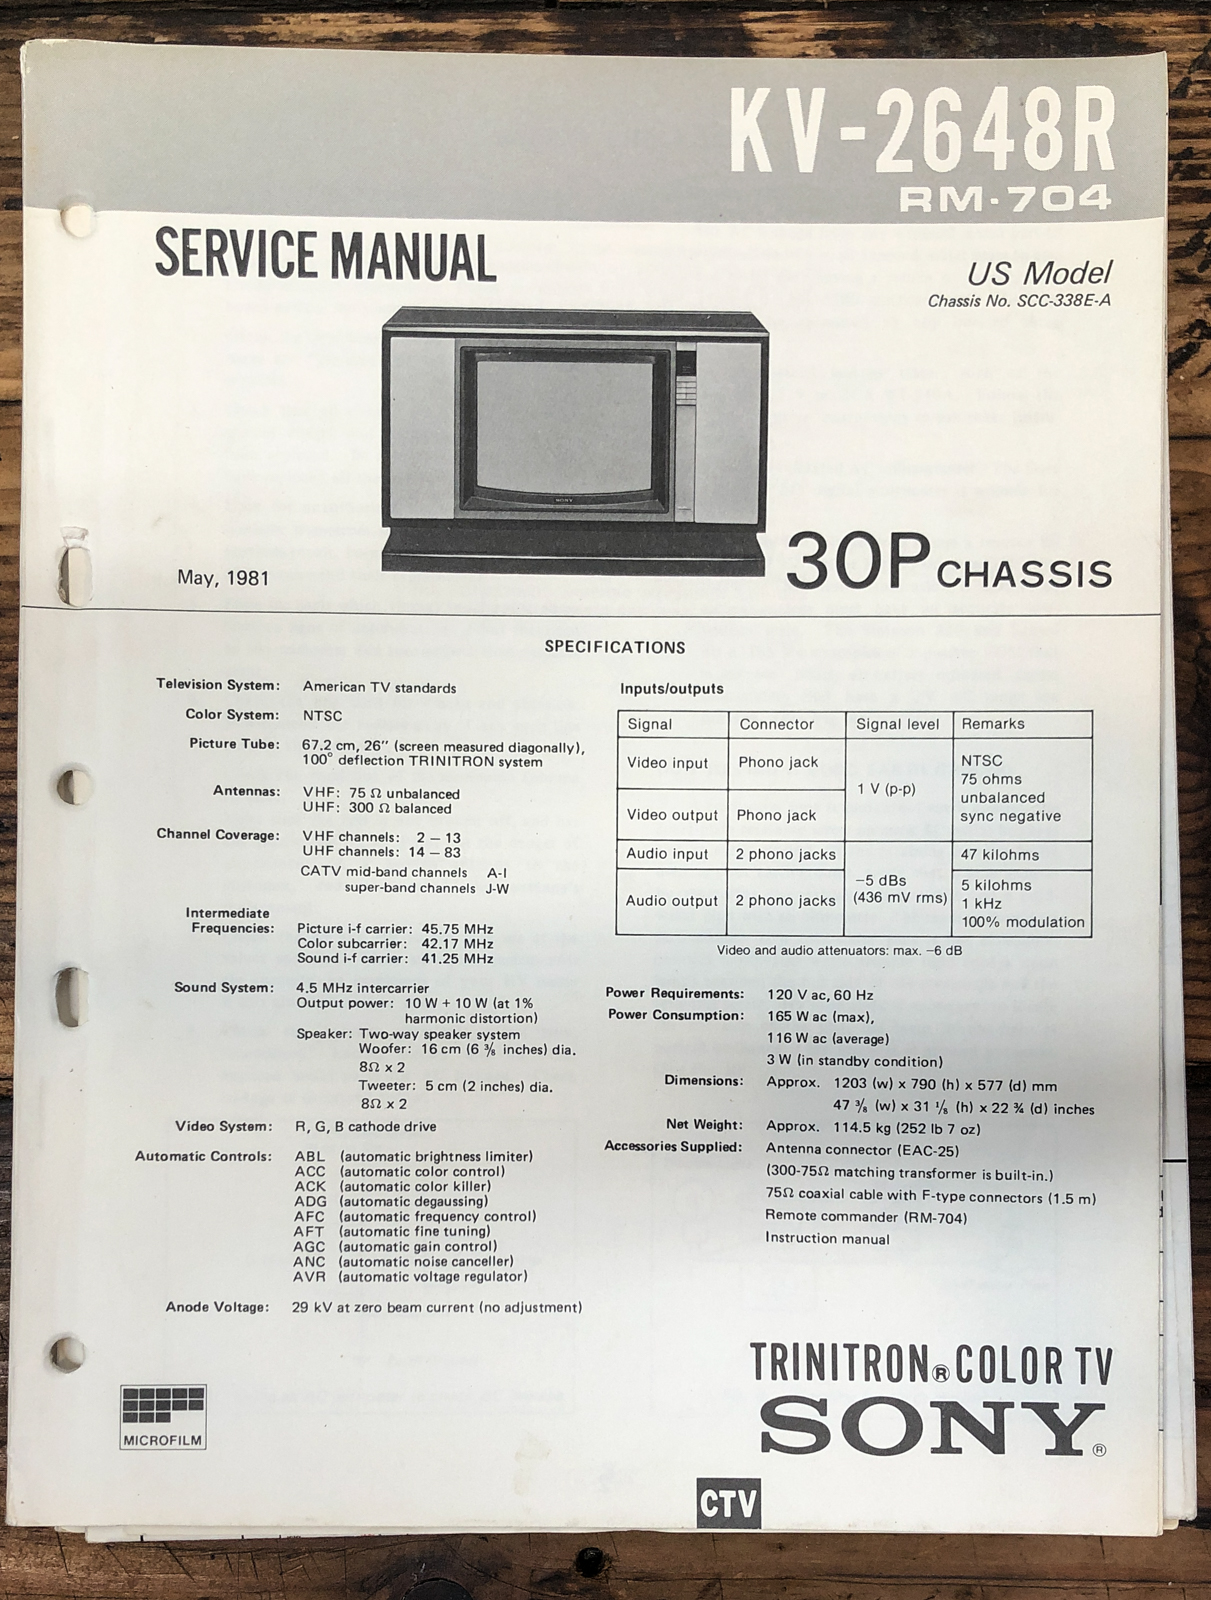 KV-2648R
RM-704
SERVICE MANUAL
US Model
Chassis No. SCC-338E-A
SONY
May, 1981
30P CHASSIS
SPECIFICATIONS
Television System: American TV standards
Color System: NTSC
Picture Tube: 67.2 cm, 26" (screen measured diagonally),
100° deflection TRINITRON system
Antennas: VHF: 75 Ω unbalanced
UHF: 300 Ω balanced
Channel Coverage: VHF channels: 2 – 13
UHF channels: 14 – 83
CATV mid-band channels A-I
super-band channels J-W
Intermediate
Frequencies: Picture i-f carrier: 45.75 MHz
Color subcarrier: 42.17 MHz
Sound i-f carrier: 41.25 MHz
Sound System: 4.5 MHz intercarrier
Output power: 10 W + 10 W (at 1%
harmonic distortion)
Speaker: Two-way speaker system
Woofer: 16 cm (6 3/8 inches) dia.
8Ω x 2
Tweeter: 5 cm (2 inches) dia.
8Ω x 2
Video System: R, G, B cathode drive
Automatic Controls: ABL (automatic brightness limiter)
ACC (automatic color control)
ACK (automatic color killer)
ADG (automatic degaussing)
AFC (automatic frequency control)
AFT (automatic fine tuning)
AGC (automatic gain control)
ANC (automatic noise canceller)
AVR (automatic voltage regulator)
Anode Voltage: 29 kV at zero beam current (no adjustment)
Inputs/outputs
Signal Connector Signal level Remarks
Video input Phono jack 1 V (p-p) NTSC
75 ohms
unbalanced
sync negative
Video output Phono jack
Audio input 2 phono jacks –5 dBs
(436 mV rms) 47 kilohms
Audio output 2 phono jacks 5 kilohms
1 kHz
100% modulation
Video and audio attenuators: max. –6 dB
Power Requirements: 120 V ac, 60 Hz
Power Consumption: 165 W ac (max),
116 W ac (average)
3 W (in standby condition)
Dimensions: Approx. 1203 (w) x 790 (h) x 577 (d) mm
47 3/8 (w) x 31 1/8 (h) x 22 3/4 (d) inches
Net Weight: Approx. 114.5 kg (252 lb 7 oz)
Accessories Supplied: Antenna connector (EAC-25)
(300-75Ω matching transformer is built-in.)
75Ω coaxial cable with F-type connectors (1.5 m)
Remote commander (RM-704)
Instruction manual
TRINITRON® COLOR TV
SONY®
MICROFILM
CTV